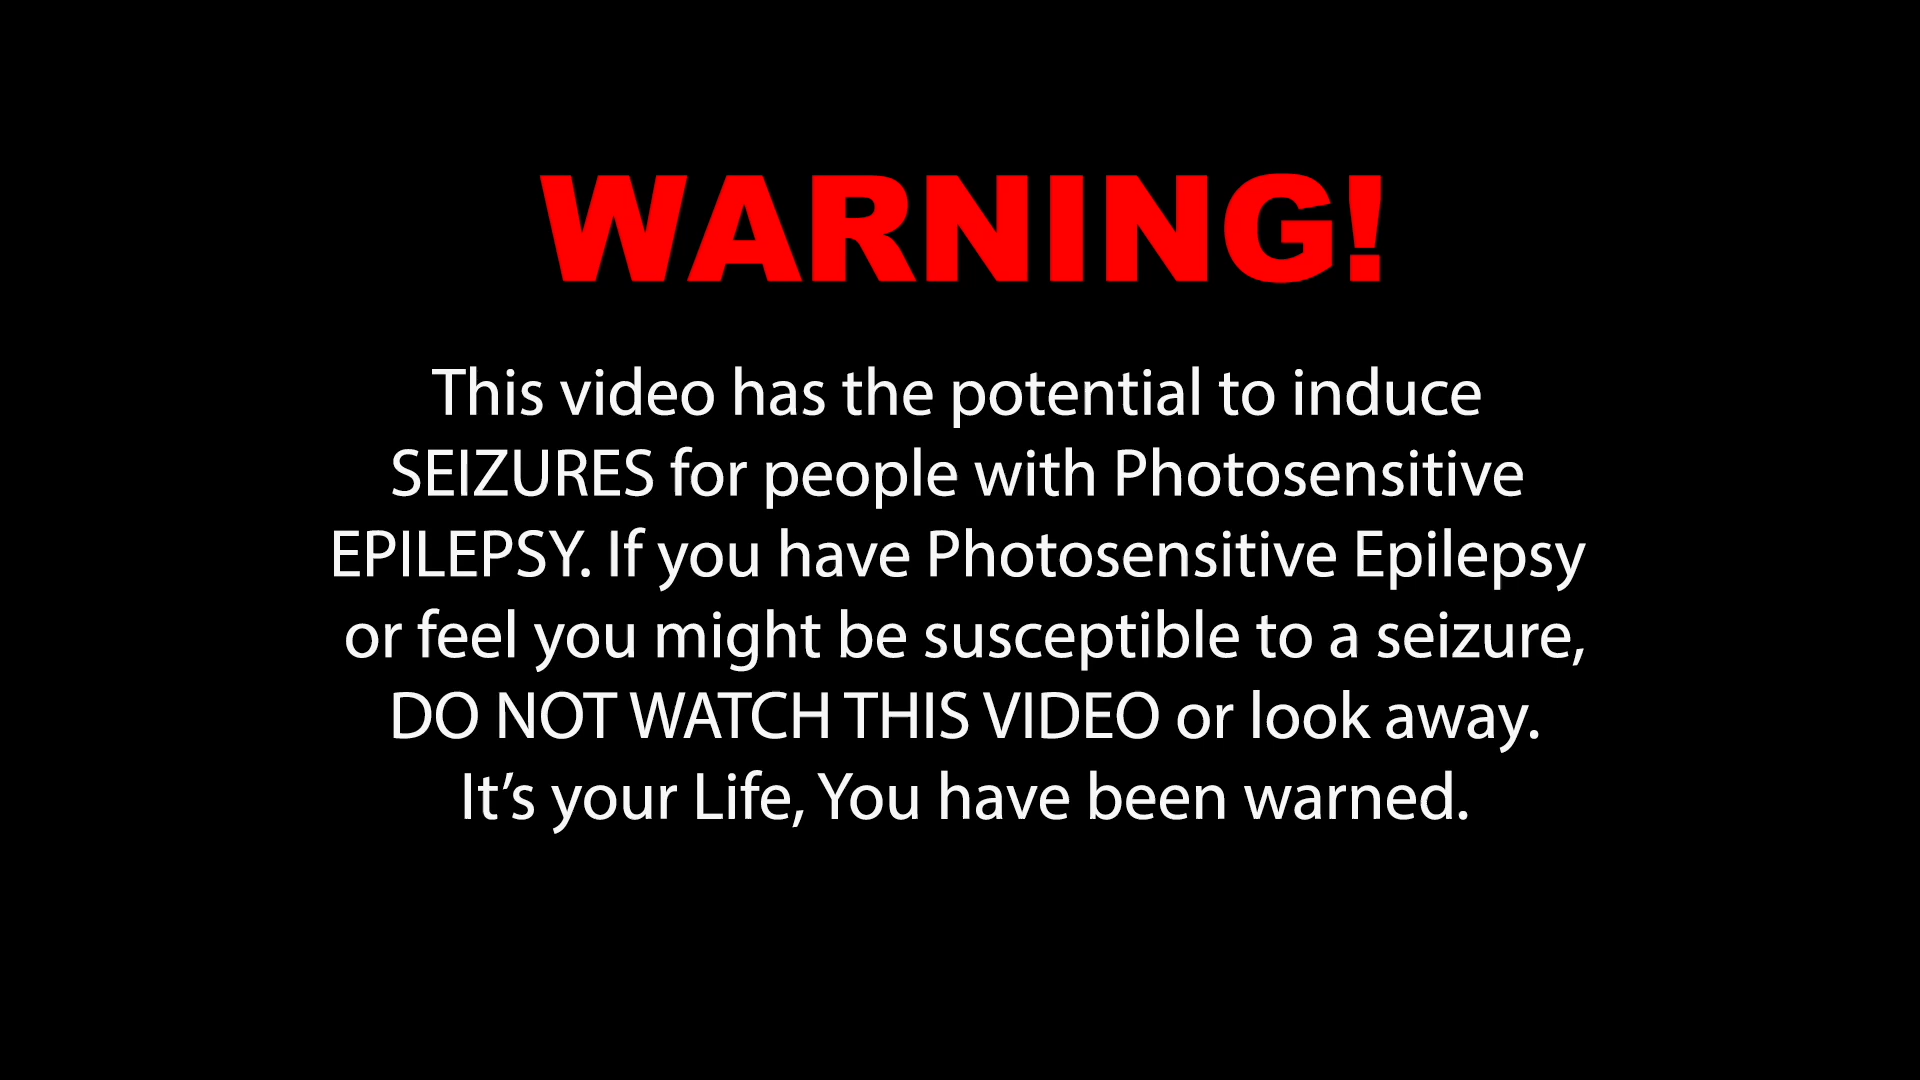 WARNING!
This video has the potential to induce
SEIZURES for people with Photosensitive
EPILEPSY. If you have Photosensitive Epilepsy
or feel you might be susceptible to a seizure,
DO NOT WATCH THIS VIDEO or look away.
It’s your Life, You have been warned.